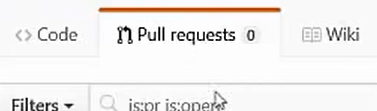 Code
Pull requests 0
Wiki
Filters
is:pr is:open